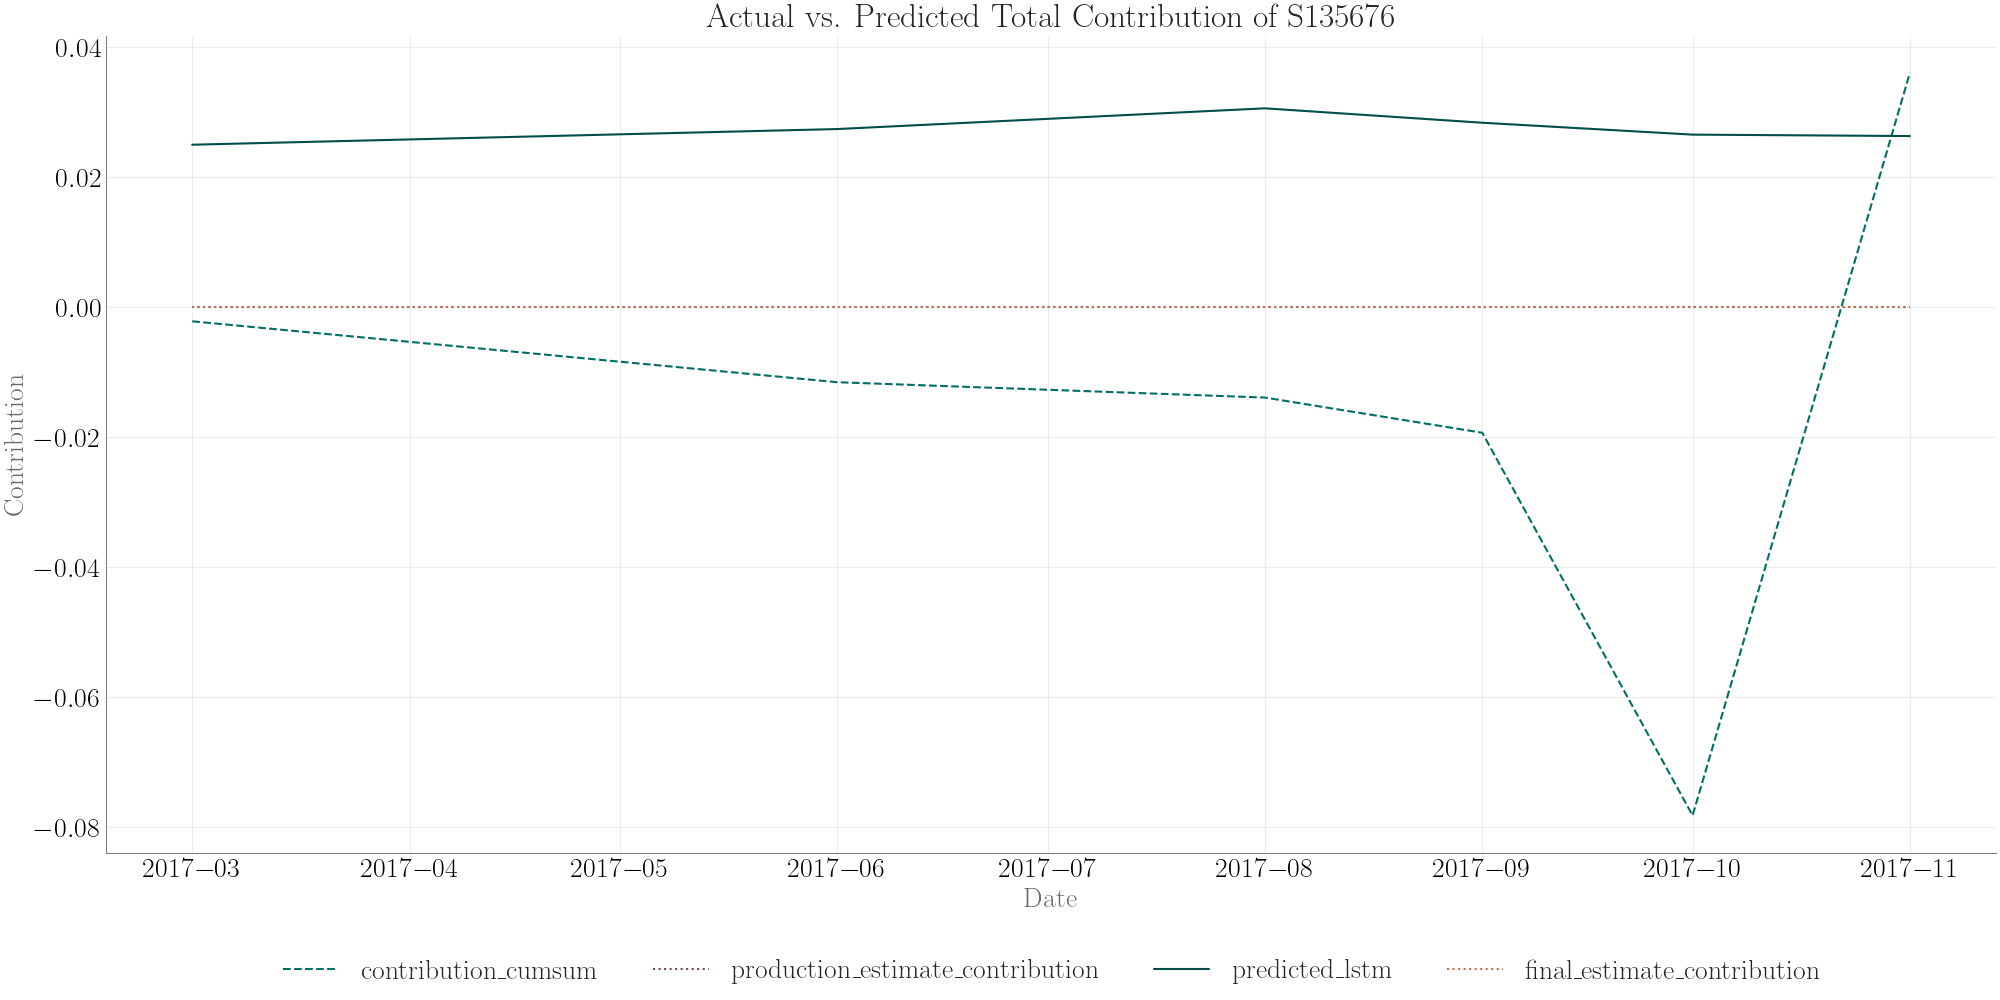 Actual vs. Predicted Total Contribution of S135676
0.04
0.02
0.00
−0.02
−0.04
−0.06
−0.08
Contribution
2017−03 2017−04 2017−05 2017−06 2017−07 2017−08 2017−09 2017−10 2017−11
Date
contribution_cumsum production_estimate_contribution predicted_lstm final_estimate_contribution